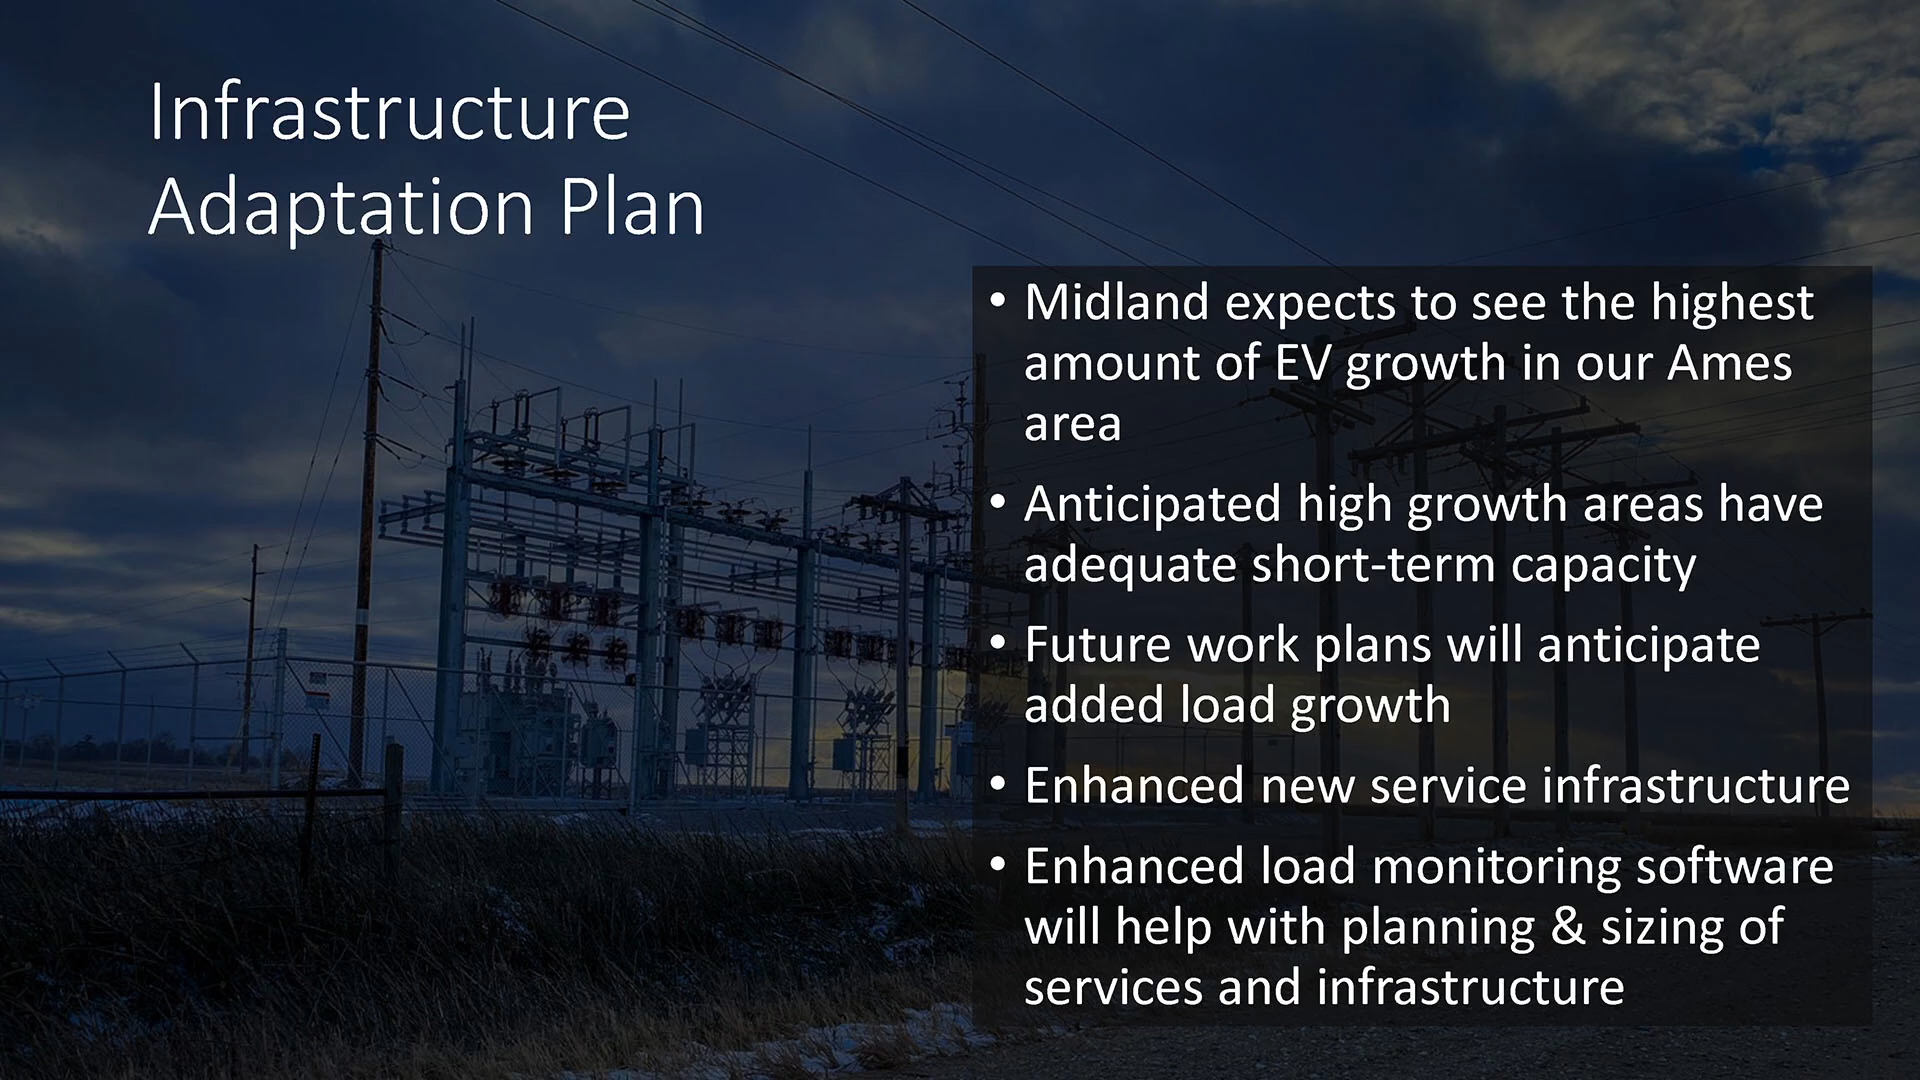 Infrastructure
Adaptation Plan
• Midland expects to see the highest
amount of EV growth in our Ames
area
• Anticipated high growth areas have
adequate short-term capacity
• Future work plans will anticipate
added load growth
• Enhanced new service infrastructure
• Enhanced load monitoring software
will help with planning & sizing of
services and infrastructure